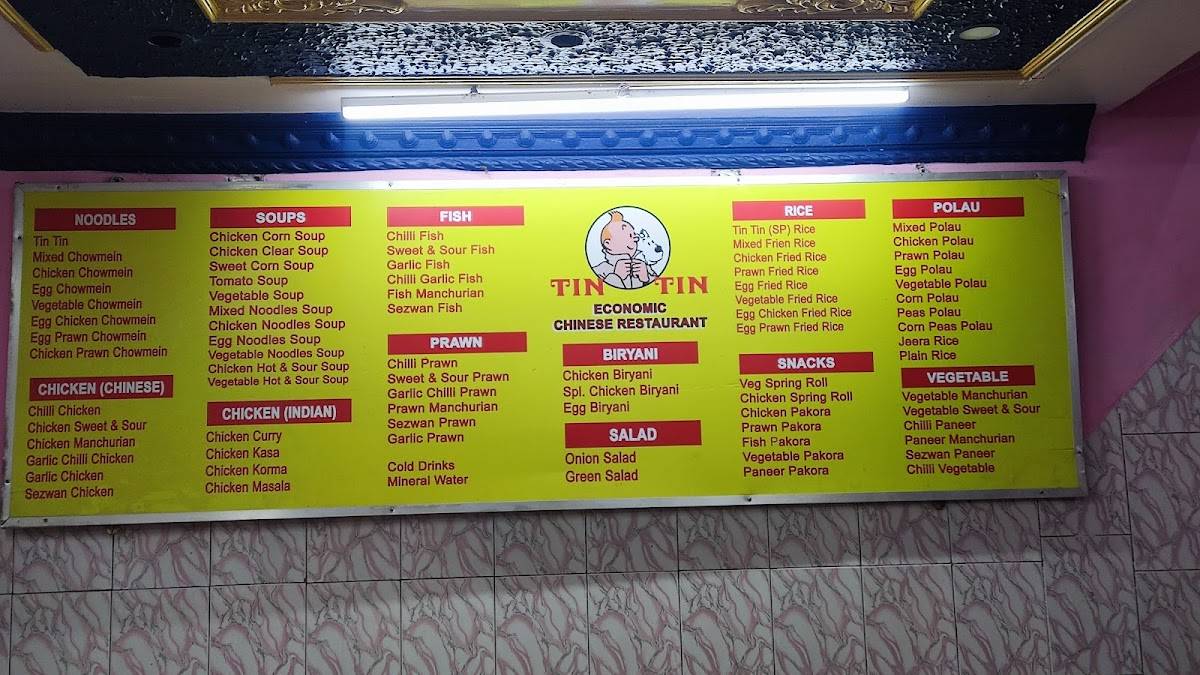 NOODLES
Tin Tin
Mixed Chowmein
Chicken Chowmein
Egg Chowmein
Vegetable Chowmein
Egg Chicken Chowmein
Egg Prawn Chowmein
Chicken Prawn Chowmein
CHICKEN (CHINESE)
Chilli Chicken
Chicken Sweet & Sour
Chicken Manchurian
Garlic Chilli Chicken
Garlic Chicken
Sezwan Chicken
SOUPS
Chicken Corn Soup
Chicken Clear Soup
Sweet Corn Soup
Tomato Soup
Vegetable Soup
Mixed Noodles Soup
Chicken Noodles Soup
Egg Noodles Soup
Vegetable Noodles Soup
Chicken Hot & Sour Soup
Vegetable Hot & Sour Soup
CHICKEN (INDIAN)
Chicken Curry
Chicken Kasa
Chicken Korma
Chicken Masala
FISH
Chilli Fish
Sweet & Sour Fish
Garlic Fish
Chilli Garlic Fish
Fish Manchurian
Sezwan Fish
PRAWN
Chilli Prawn
Sweet & Sour Prawn
Garlic Chilli Prawn
Prawn Manchurian
Sezwan Prawn
Garlic Prawn
Cold Drinks
Mineral Water
TIN TIN
ECONOMIC
CHINESE RESTAURANT
BIRYANI
Chicken Biryani
Spl. Chicken Biryani
Egg Biryani
SALAD
Onion Salad
Green Salad
RICE
Tin Tin (SP) Rice
Mixed Frien Rice
Chicken Fried Rice
Prawn Fried Rice
Egg Fried Rice
Vegetable Fried Rice
Egg Chicken Fried Rice
Egg Prawn Fried Rice
SNACKS
Veg Spring Roll
Chicken Spring Roll
Chicken Pakora
Prawn Pakora
Fish Pakora
Vegetable Pakora
Paneer Pakora
POLAU
Mixed Polau
Chicken Polau
Prawn Polau
Egg Polau
Vegetable Polau
Corn Polau
Peas Polau
Corn Peas Polau
Jeera Rice
Plain Rice
VEGETABLE
Vegetable Manchurian
Vegetable Sweet & Sour
Chilli Paneer
Paneer Manchurian
Sezwan Paneer
Chilli Vegetable